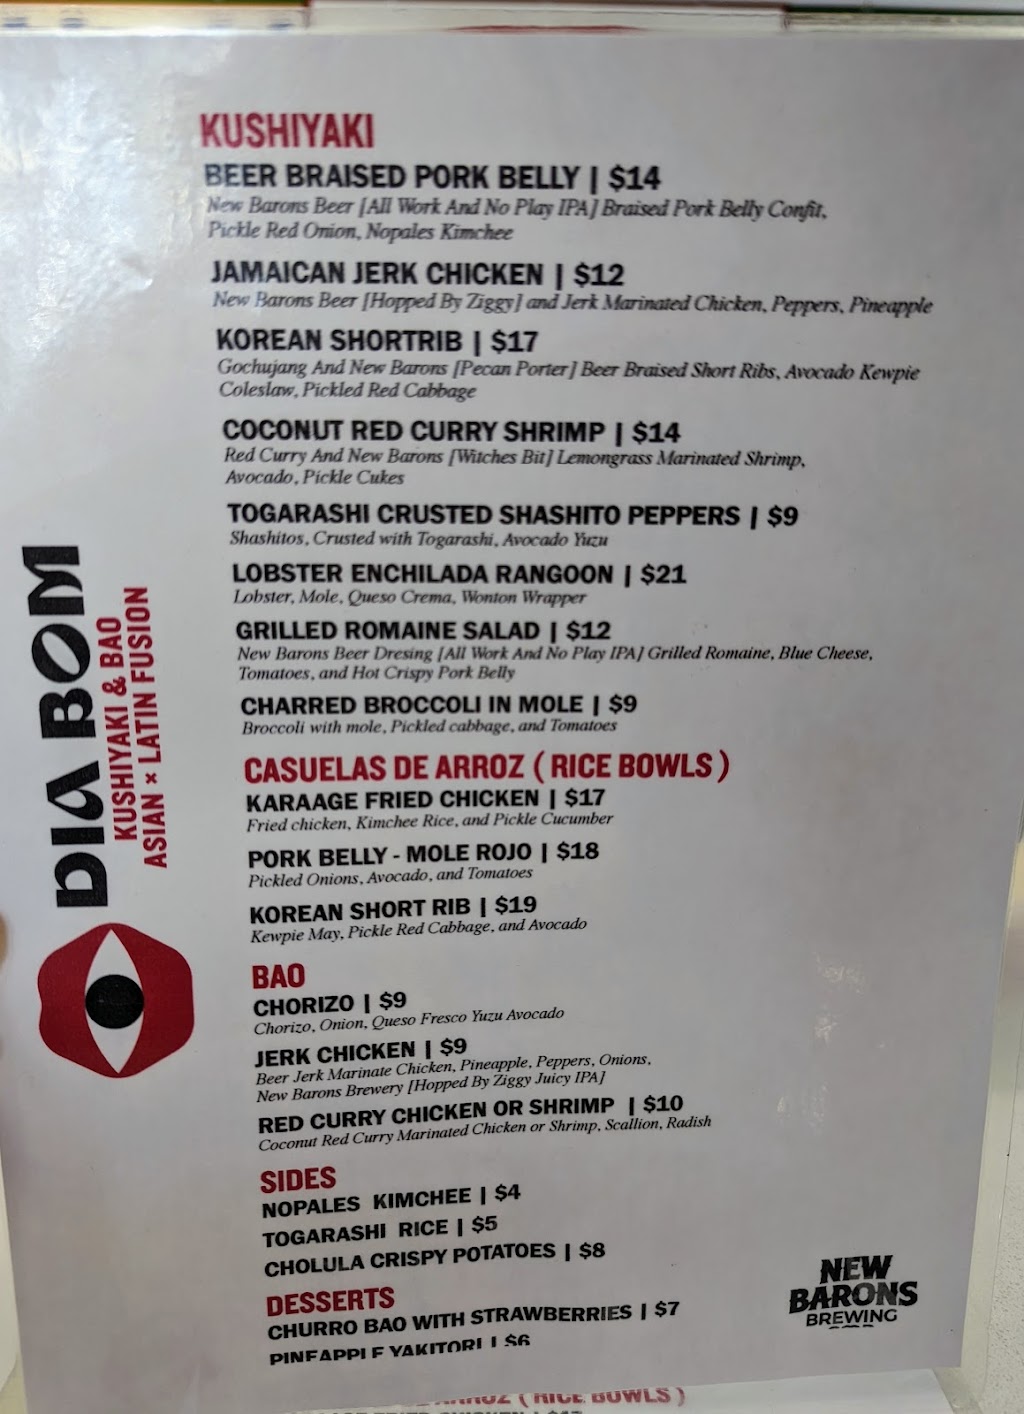 KUSHIYAKI
BEER BRAISED PORK BELLY | $14
New Barons Beer [All Work And No Play IPA] Braised Pork Belly Confit,
Pickle Red Onion, Nopales Kimchee
JAMAICAN JERK CHICKEN | $12
New Barons Beer [Hopped By Ziggy] and Jerk Marinated Chicken, Peppers, Pineapple
KOREAN SHORTRIB | $17
Gochujang And New Barons [Pecan Porter] Beer Braised Short Ribs, Avocado Kewpie
Coleslaw, Pickled Red Cabbage
COCONUT RED CURRY SHRIMP | $14
Red Curry And New Barons [Witches Bit] Lemongrass Marinated Shrimp,
Avocado, Pickle Cukes
TOGARASHI CRUSTED SHASHITO PEPPERS | $9
Shashitos, Crusted with Togarashi, Avocado Yuzu
LOBSTER ENCHILADA RANGOON | $21
Lobster, Mole, Queso Crema, Wonton Wrapper
GRILLED ROMAINE SALAD | $12
New Barons Beer Dresing [All Work And No Play IPA] Grilled Romaine, Blue Cheese,
Tomatoes, and Hot Crispy Pork Belly
CHARRED BROCCOLI IN MOLE | $9
Broccoli with mole, Pickled cabbage, and Tomatoes
CASUELAS DE ARROZ ( RICE BOWLS )
KARAAGE FRIED CHICKEN | $17
Fried chicken, Kimchee Rice, and Pickle Cucumber
PORK BELLY - MOLE ROJO | $18
Pickled Onions, Avocado, and Tomatoes
KOREAN SHORT RIB | $19
Kewpie May, Pickle Red Cabbage, and Avocado
BAO
CHORIZO | $9
Chorizo, Onion, Queso Fresco Yuzu Avocado
JERK CHICKEN | $9
Beer Jerk Marinate Chicken, Pineapple, Peppers, Onions,
New Barons Brewery [Hopped By Ziggy Juicy IPA]
RED CURRY CHICKEN OR SHRIMP | $10
Coconut Red Curry Marinated Chicken or Shrimp, Scallion, Radish
SIDES
NOPALES KIMCHEE | $4
TOGARASHI RICE | $5
CHOLULA CRISPY POTATOES | $8
DESSERTS
CHURRO BAO WITH STRAWBERRIES | $7
PINEAPPLE YAKITORI | $6
DIA BOM
KUSHIYAKI & BAO
ASIAN × LATIN FUSION
NEW
BARONS
BREWING
ARROZ ( RICE BOWLS )